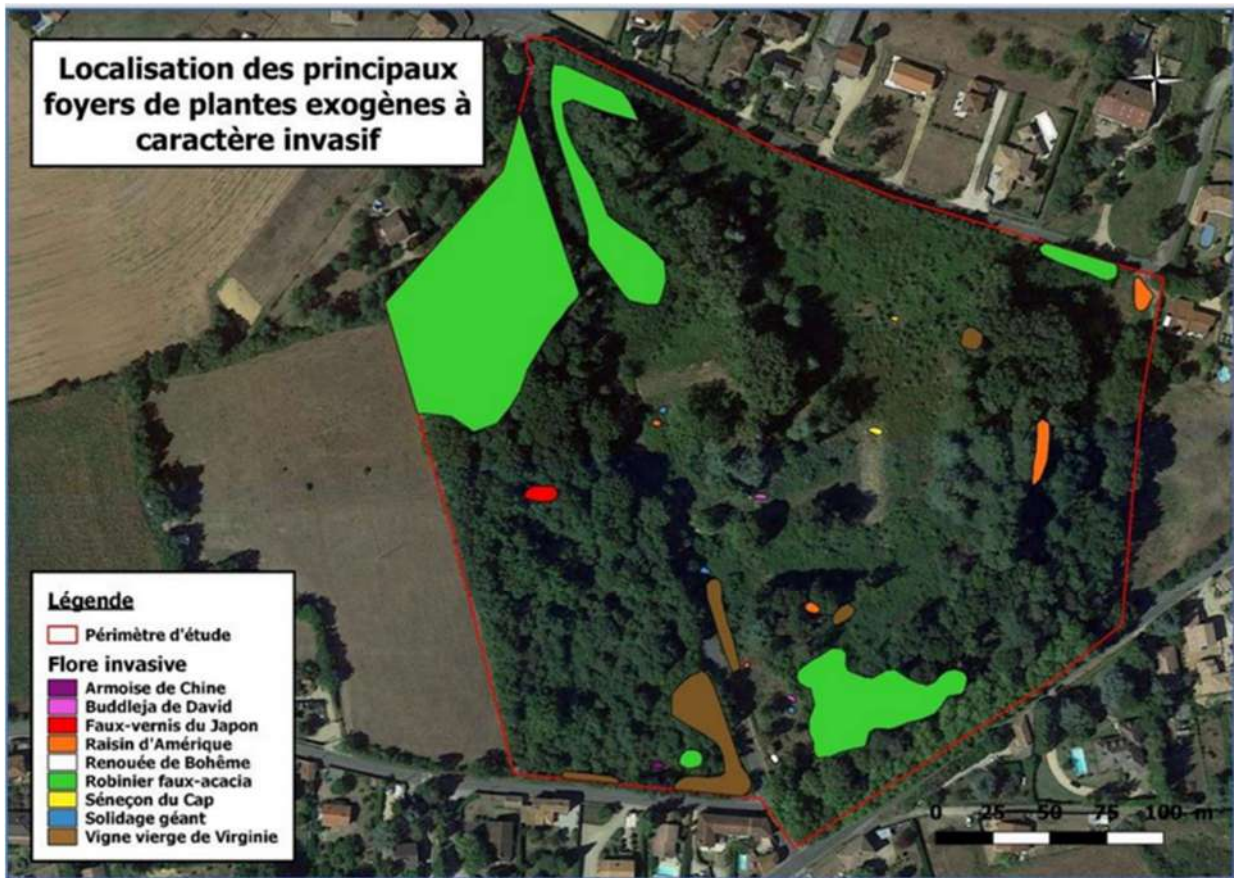 Localisation des principaux
foyers de plantes exogènes à
caractère invasif
Légende
Périmètre d'étude
Flore invasive
Armoise de Chine
Buddleja de David
Faux-vernis du Japon
Raisin d'Amérique
Renouée de Bohême
Robinier faux-acacia
Séneçon du Cap
Solidage géant
Vigne vierge de Virginie
0 25 50 75 100 m